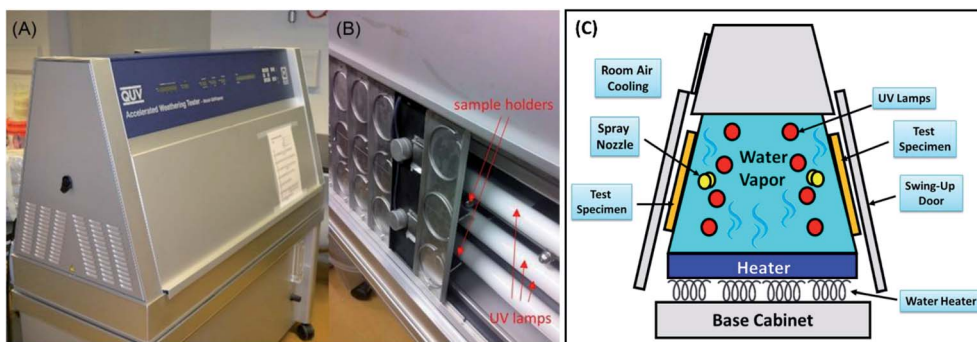 (A)
QUV
Accelerated Weathering Tester
(B)
sample holders
UV lamps
(C)
Room Air
Cooling
UV Lamps
Spray
Nozzle
Water
Vapor
Test
Specimen
Test
Specimen
Swing-Up
Door
Heater
Water Heater
Base Cabinet